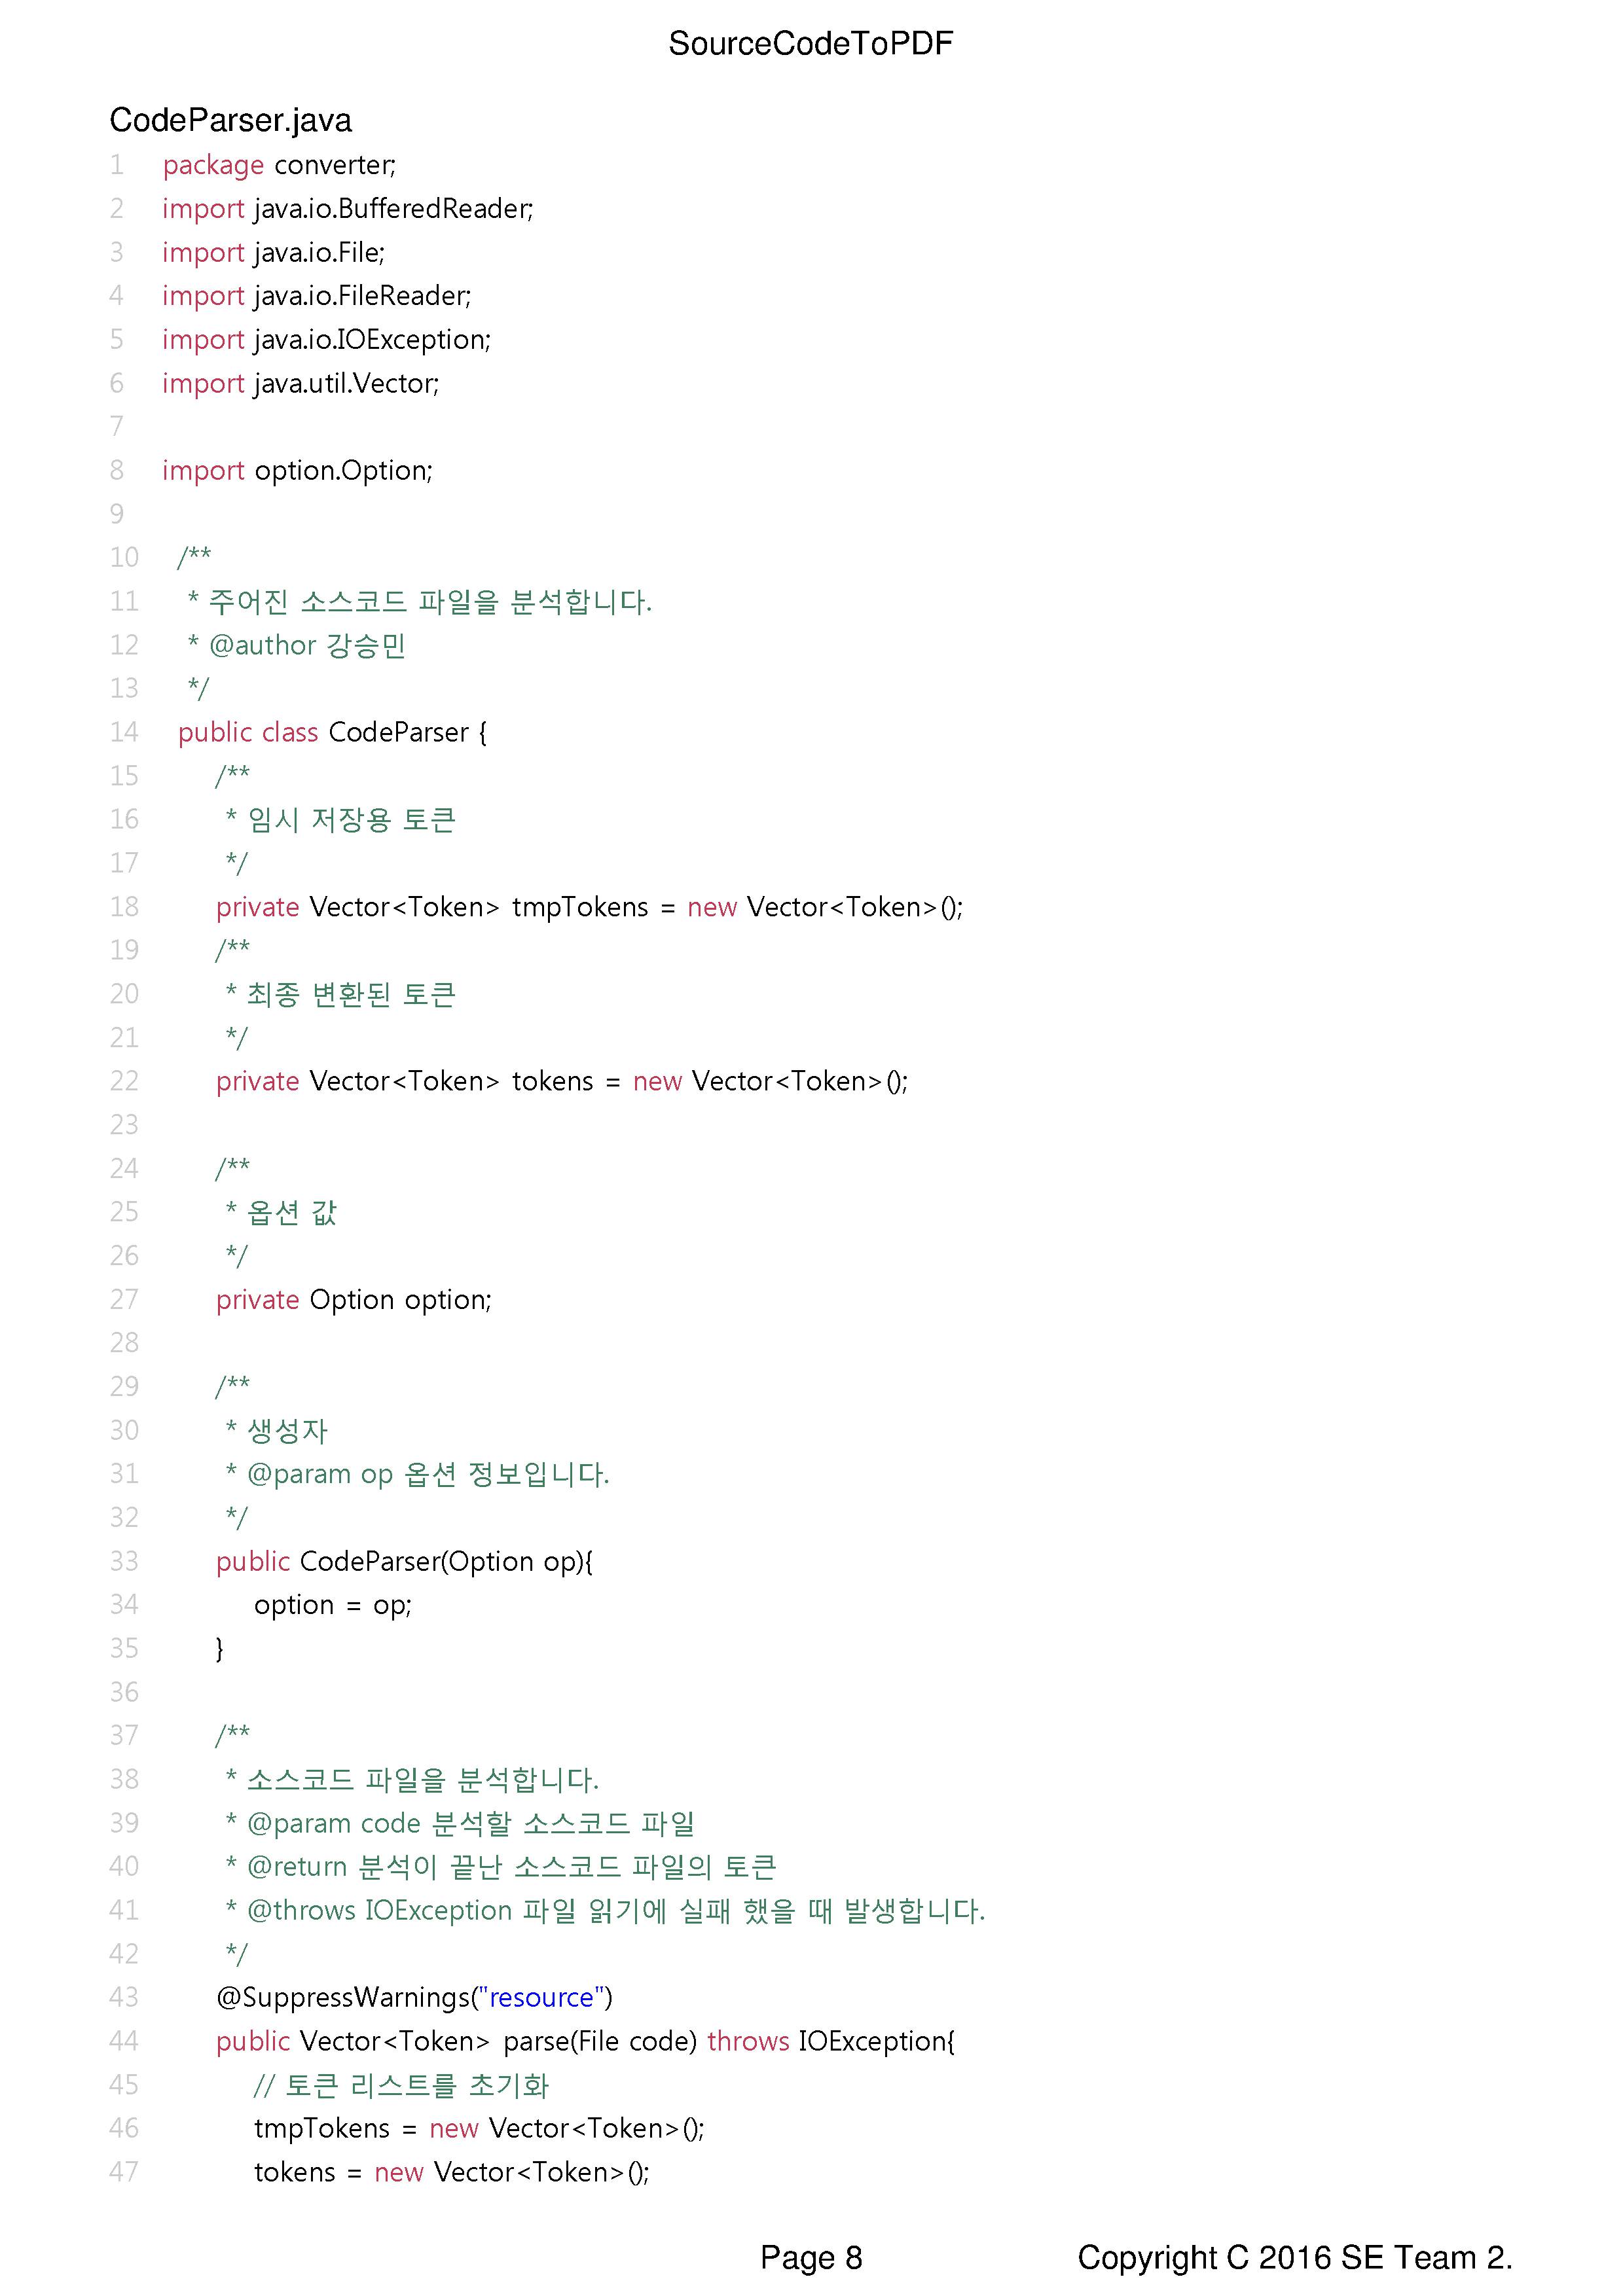 SourceCodeToPDF
CodeParser.java
1 package converter;
2 import java.io.BufferedReader;
3 import java.io.File;
4 import java.io.FileReader;
5 import java.io.IOException;
6 import java.util.Vector;
7
8 import option.Option;
9
10 /**
11 * 주어진 소스코드 파일을 분석합니다.
12 * @author 강승민
13 */
14 public class CodeParser {
15 /**
16 * 임시 저장용 토큰
17 */
18 private Vector<Token> tmpTokens = new Vector<Token>();
19 /**
20 * 최종 변환된 토큰
21 */
22 private Vector<Token> tokens = new Vector<Token>();
23
24 /**
25 * 옵션 값
26 */
27 private Option option;
28
29 /**
30 * 생성자
31 * @param op 옵션 정보입니다.
32 */
33 public CodeParser(Option op){
34 option = op;
35 }
36
37 /**
38 * 소스코드 파일을 분석합니다.
39 * @param code 분석할 소스코드 파일
40 * @return 분석이 끝난 소스코드 파일의 토큰
41 * @throws IOException 파일 읽기에 실패 했을 때 발생합니다.
42 */
43 @SuppressWarnings("resource")
44 public Vector<Token> parse(File code) throws IOException{
45 // 토큰 리스트를 초기화
46 tmpTokens = new Vector<Token>();
47 tokens = new Vector<Token>();
Page 8 Copyright C 2016 SE Team 2.